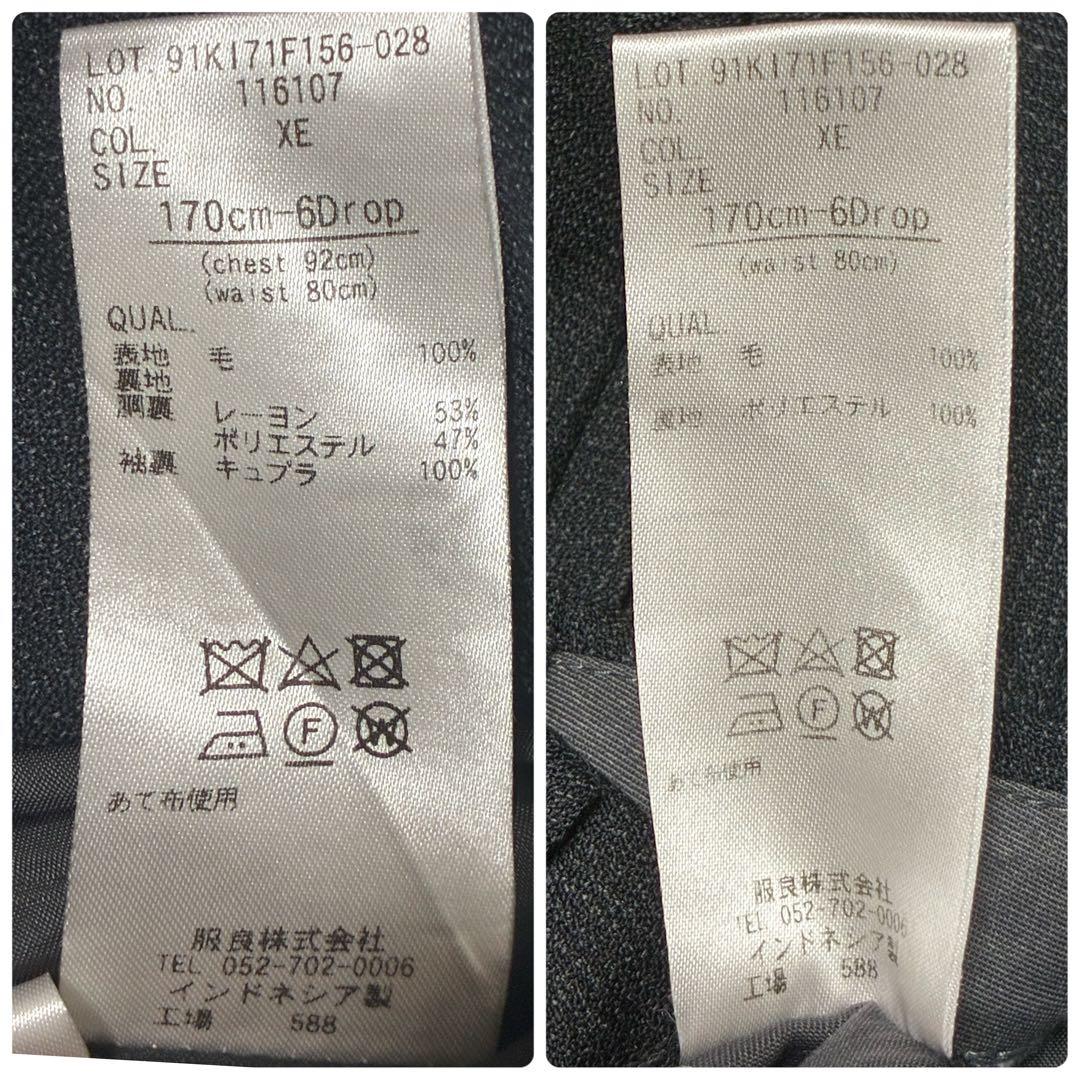 LOT. 91KI71F156-028
NO. 116107
COL. XE
SIZE
170cm-6Drop
(chest 92cm)
(waist 80cm)
QUAL.
表地 毛 100%
裏地
胴裏 レーヨン 53%
ポリエステル 47%
袖裏 キュプラ 100%
F
W
あて布使用
服良株式会社
TEL 052-702-0006
インドネシア製
工場 588
LOT. 91KI71F156-028
NO. 116107
COL. XE
SIZE
170cm-6Drop
(waist 80cm)
QUAL.
表地 毛 00%
裏地 ポリエステル 100%
F
W
あて布使用
服良株式会社
TEL 052-702-0006
インドネシア製
工場 588